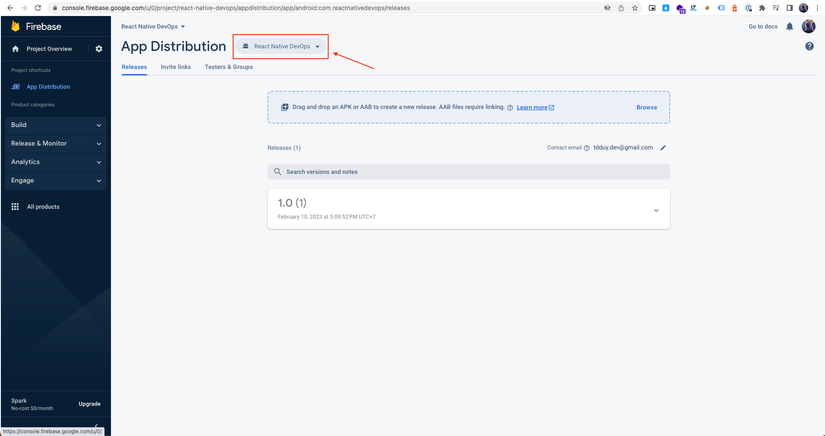 console.firebase.google.com/u/0/project/react-native-devops/appdistribution/app/android:com.reactnativedevops/releases
Firebase
React Native DevOps
Go to docs
Project Overview
App Distribution
React Native DevOps
Project shortcuts
Releases
Invite links
Testers & Groups
App Distribution
Product categories
Build
Drag and drop an APK or AAB to create a new release. AAB files require linking.
Learn more
Browse
Release & Monitor
Releases (1)
Contact email
tdduy.dev@gmail.com
Analytics
Search versions and notes
Engage
1.0 (1)
All products
February 10, 2023 at 5:09:52 PM UTC+7
Spark
No-cost $0/month
Upgrade
https://console.firebase.google.com/u/0/